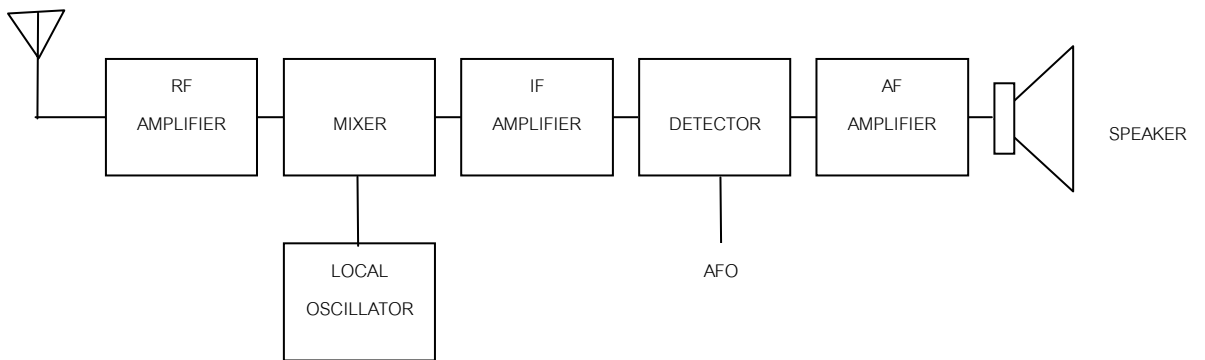 RF
AMPLIFIER
MIXER
IF
AMPLIFIER
DETECTOR
AF
AMPLIFIER
SPEAKER
LOCAL
OSCILLATOR
AFO